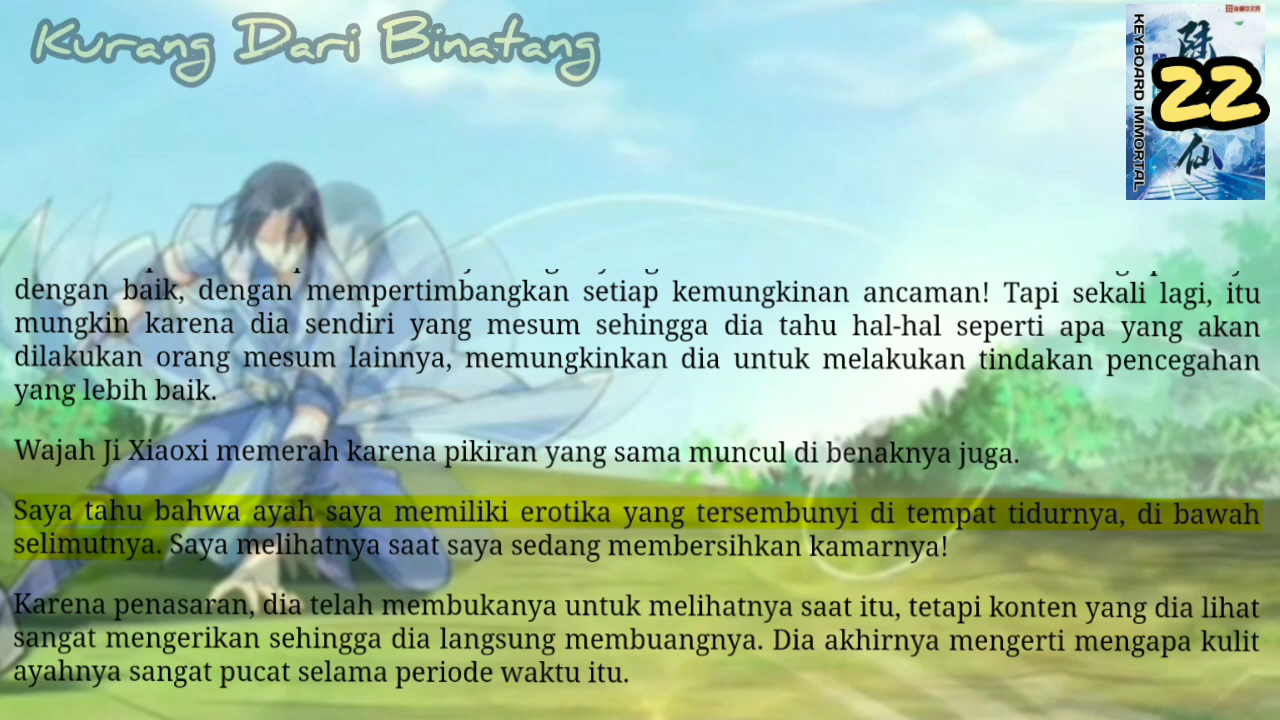 Kurang Dari Binatang
KEYBOARD IMMORTAL
22
仙
dengan baik, dengan mempertimbangkan setiap kemungkinan ancaman! Tapi sekali lagi, itu
mungkin karena dia sendiri yang mesum sehingga dia tahu hal-hal seperti apa yang akan
dilakukan orang mesum lainnya, memungkinkan dia untuk melakukan tindakan pencegahan
yang lebih baik.
Wajah Ji Xiaoxi memerah karena pikiran yang sama muncul di benaknya juga.
Saya tahu bahwa ayah saya memiliki erotika yang tersembunyi di tempat tidurnya, di bawah
selimutnya. Saya melihatnya saat saya sedang membersihkan kamarnya!
Karena penasaran, dia telah membukanya untuk melihatnya saat itu, tetapi konten yang dia lihat
sangat mengerikan sehingga dia langsung membuangnya. Dia akhirnya mengerti mengapa kulit
ayahnya sangat pucat selama periode waktu itu.